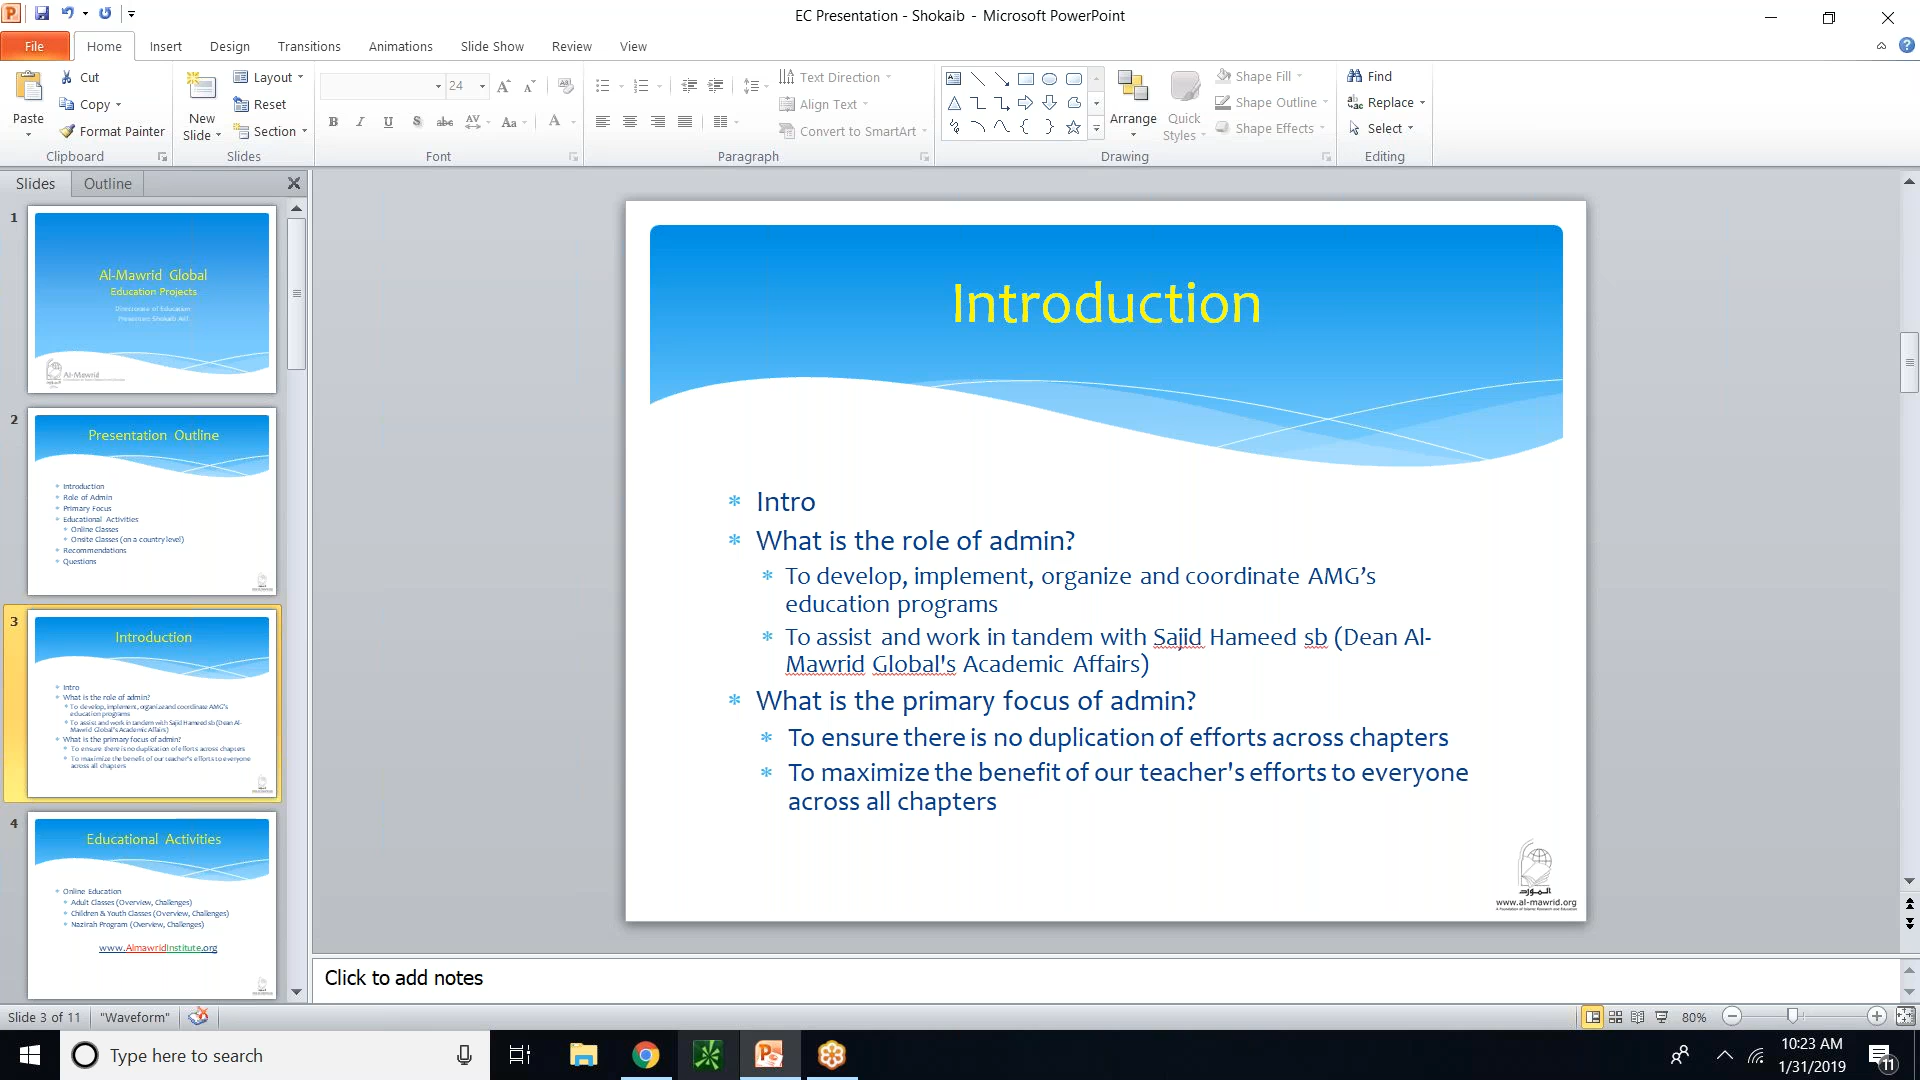 EC Presentation - Shokaib - Microsoft PowerPoint
File Home Insert Design Transitions Animations Slide Show Review View
Paste
Cut
Copy
Format Painter
Clipboard
New
Slide
Layout
Reset
Section
Slides
24
B I U S abc AV Aa A
Font
Text Direction
Align Text
Convert to SmartArt
Paragraph
Arrange
Quick
Styles
Shape Fill
Shape Outline
Shape Effects
Drawing
Find
Replace
Select
Editing
Slides Outline
1
Al-Mawrid Global
Education Projects
Al-Mawrid
2
Presentation Outline
Introduction
Role of Admin
Primary Focus
Educational Activities
Online Classes
Onsite Classes (on a country level)
Recommendations
Questions
3
Introduction
Intro
What is the role of admin?
To develop, implement, organize and coordinate AMG's
education programs
To assist and work in tandem with Sajid Hameed sb (Dean Al-
Mawrid Global's Academic Affairs)
What is the primary focus of admin?
To ensure there is no duplication of efforts across chapters
To maximize the benefit of our teacher's efforts to everyone
across all chapters
4
Educational Activities
Online Education
Adult Classes (Overview, Challenges)
Children & Youth Classes (Overview, Challenges)
Nazirah Program (Overview, Challenges)
www.AlmawridInstitute.org
Introduction
Intro
What is the role of admin?
To develop, implement, organize and coordinate AMG’s
education programs
To assist and work in tandem with Sajid Hameed sb (Dean Al-
Mawrid Global's Academic Affairs)
What is the primary focus of admin?
To ensure there is no duplication of efforts across chapters
To maximize the benefit of our teacher's efforts to everyone
across all chapters
المورد
www.al-mawrid.org
Click to add notes
Slide 3 of 11 "Waveform" 80%
Type here to search
10:23 AM
1/31/2019
11